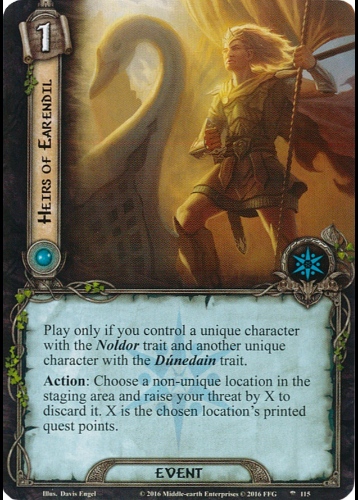 1
HEIRS OF EARENDIL
Play only if you control a unique character
with the Noldor trait and another unique
character with the Dúnedain trait.
Action: Choose a non-unique location in the
staging area and raise your threat by X to
discard it. X is the chosen location's printed
quest points.
Illus. Davis Engel
EVENT
© 2016 Middle-earth Enterprises © 2016 FFG
115